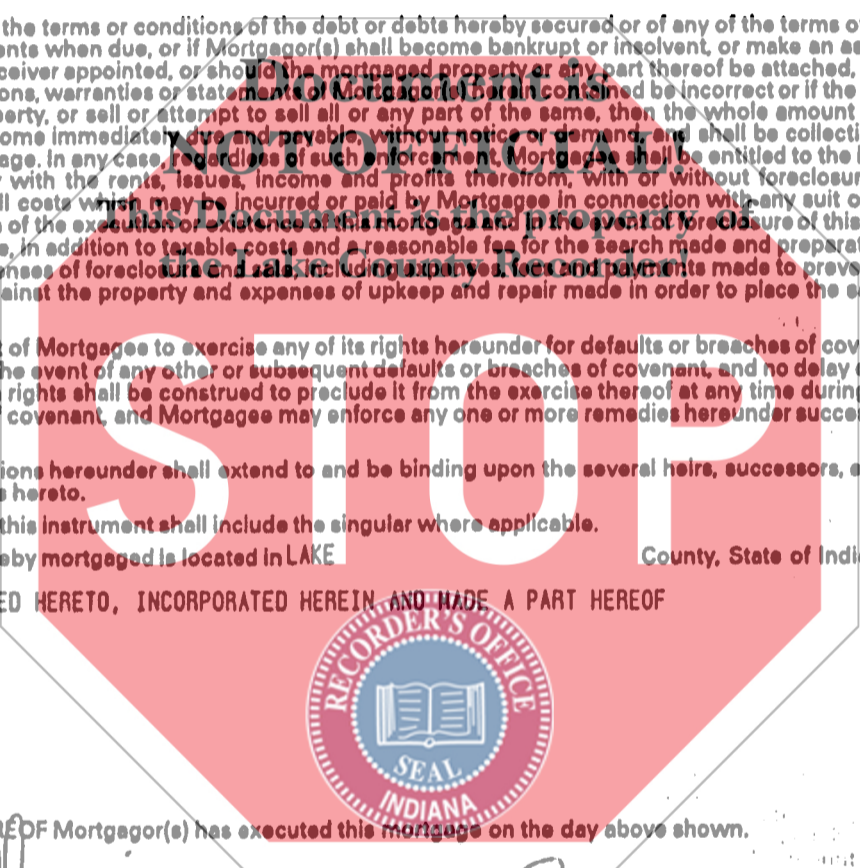 the terms or conditions of the debt or debts hereby secured or of any of the terms o
ents when due, or if Mortgagor(s) shall become bankrupt or insolvent, or make an as
ceiver appointed, or should the mortgaged property or any part thereof be attached,
ons, warranties or statements of Mortgagor(s) herein contained be incorrect or if the
Document is
perty, or sell or attempt to sell all or any part of the same, then the whole amount
ome immediately due and payable, without notice or demand, and shall be collecti
NOT OFFICIAL!
age. In any case, regardless of such enforcement, Mortgagee shall be entitled to the
with the rents, issues, income and profits therefrom, with or without foreclosur
ll costs which may be incurred or paid by Mortgagee in connection with any suit o
This Document is the property of
of the execution or existence of this mortgage and in the event of foreclosure of this
e, in addition to taxable costs and a reasonable fee for the search made and preparat
the Lake County Recorder!
nses of foreclosure and sale, including expenses, fees and payments made to preve
ainst the property and expenses of upkeep and repair made in order to place the sa
of Mortgagee to exercise any of its rights hereunder for defaults or breaches of cov
he event of any other or subsequent defaults or breaches of covenant, and no delay
rights shall be construed to preclude it from the exercise thereof at any time during
covenant, and Mortgagee may enforce any one or more remedies hereunder succe
STOP
ions hereunder shall extend to and be binding upon the several heirs, successors,
s hereto.
this instrument shall include the singular where applicable.
eby mortgaged is located in LAKE County, State of Indi
ED HERETO, INCORPORATED HEREIN AND MADE A PART HEREOF
RECORDER'S OFFICE
SEAL
INDIANA
REOF Mortgagor(s) has executed this mortgage on the day above shown.